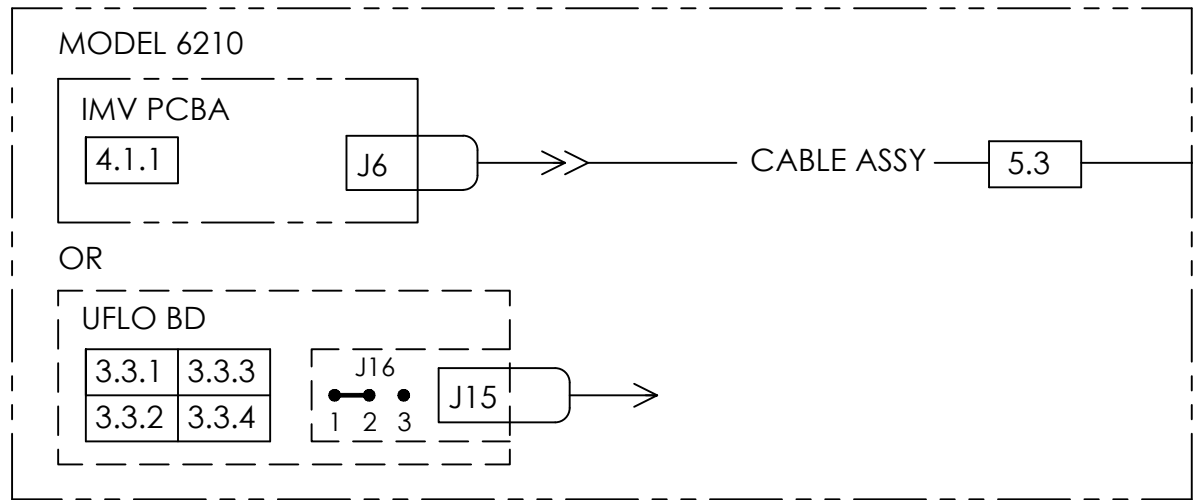 MODEL 6210
IMV PCBA
4.1.1
J6
CABLE ASSY
5.3
OR
UFLO BD
3.3.1 3.3.3
3.3.2 3.3.4
J16
1 2 3
J15